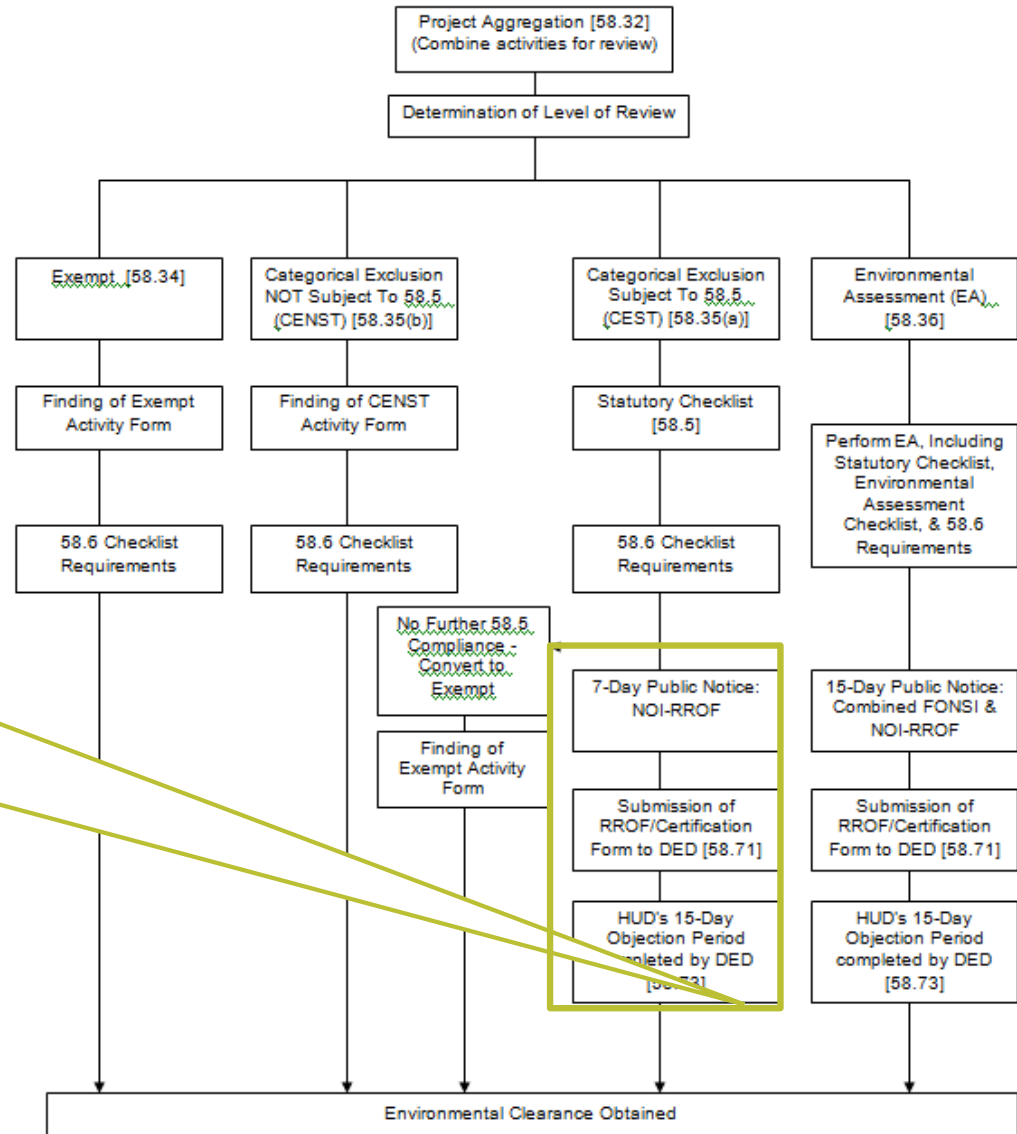 Project Aggregation [58.32]
(Combine activities for review)
Determination of Level of Review
Exempt [58.34]
Categorical Exclusion
NOT Subject To 58.5
(CENST) [58.35(b)]
Categorical Exclusion
Subject To 58.5
(CEST) [58.35(a)]
Environmental
Assessment (EA)
[58.36]
Finding of Exempt
Activity Form
Finding of CENST
Activity Form
Statutory Checklist
[58.5]
Perform EA, Including
Statutory Checklist,
Environmental
Assessment
Checklist, & 58.6
Requirements
58.6 Checklist
Requirements
58.6 Checklist
Requirements
58.6 Checklist
Requirements
No Further 58.5
Compliance -
Convert to
Exempt
Finding of
Exempt Activity
Form
7-Day Public Notice:
NOI-RROF
15-Day Public Notice:
Combined FONSI &
NOI-RROF
Submission of
RROF/Certification
Form to DED [58.71]
Submission of
RROF/Certification
Form to DED [58.71]
HUD's 15-Day
Objection Period
completed by DED
[58.73]
HUD's 15-Day
Objection Period
completed by DED
[58.73]
Environmental Clearance Obtained